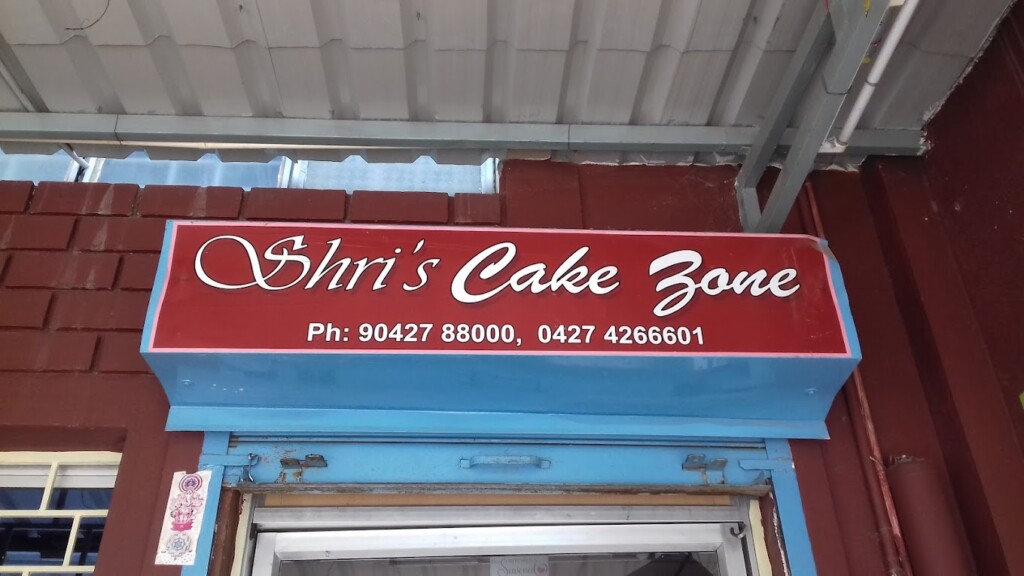 Shri's Cake Zone
Ph: 90427 88000, 0427 4266601